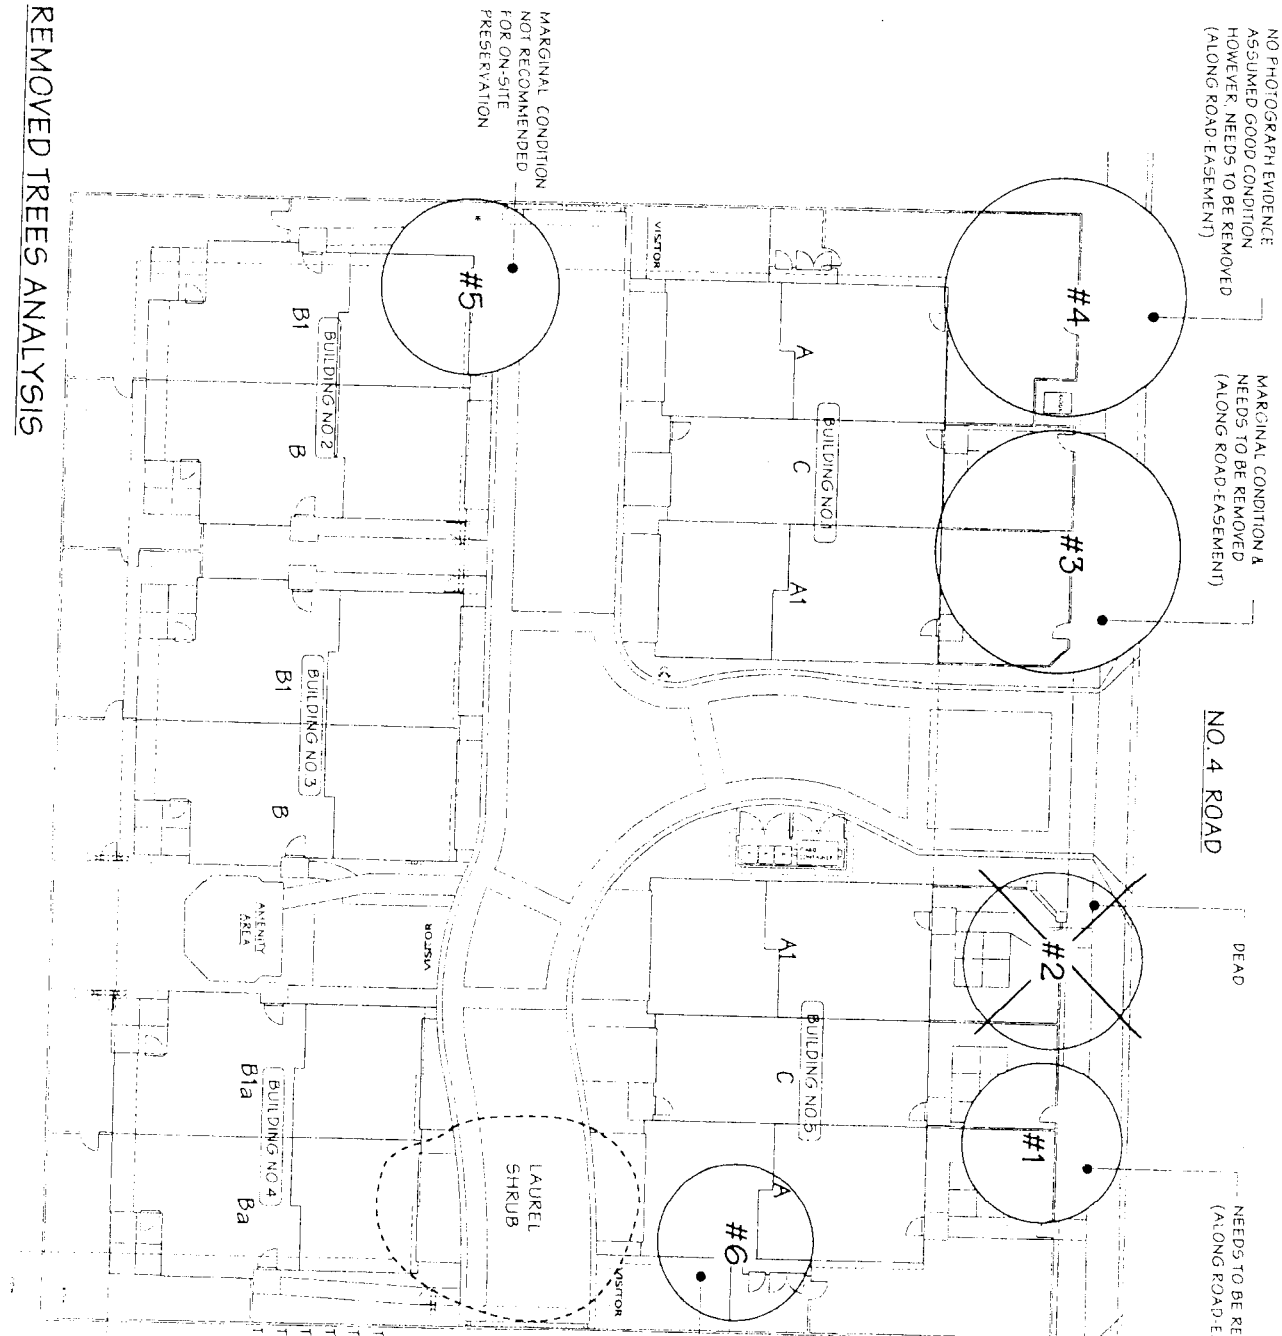 NO PHOTOGRAPH EVIDENCE
ASSUMED GOOD CONDITION
HOWEVER, NEEDS TO BE REMOVED
(ALONG ROAD-EASEMENT)
MARGINAL CONDITION &
NEEDS TO BE REMOVED
(ALONG ROAD-EASEMENT)
NO. 4 ROAD
DEAD
NEEDS TO BE RE
(ALONG ROAD-E
#4
#3
#2
#1
A
C
A1
BUILDING NO.1
A1
C
A
BUILDING NO.5
#6
VISITOR
VISITOR
LAUREL
SHRUB
MARGINAL CONDITION
NOT RECOMMENDED
FOR ON-SITE
PRESERVATION
#5
VISITOR
B1
B
BUILDING NO.2
B1
B
BUILDING NO.3
AMENITY
AREA
B1a
Ba
BUILDING NO.4
REMOVED TREES ANALYSIS